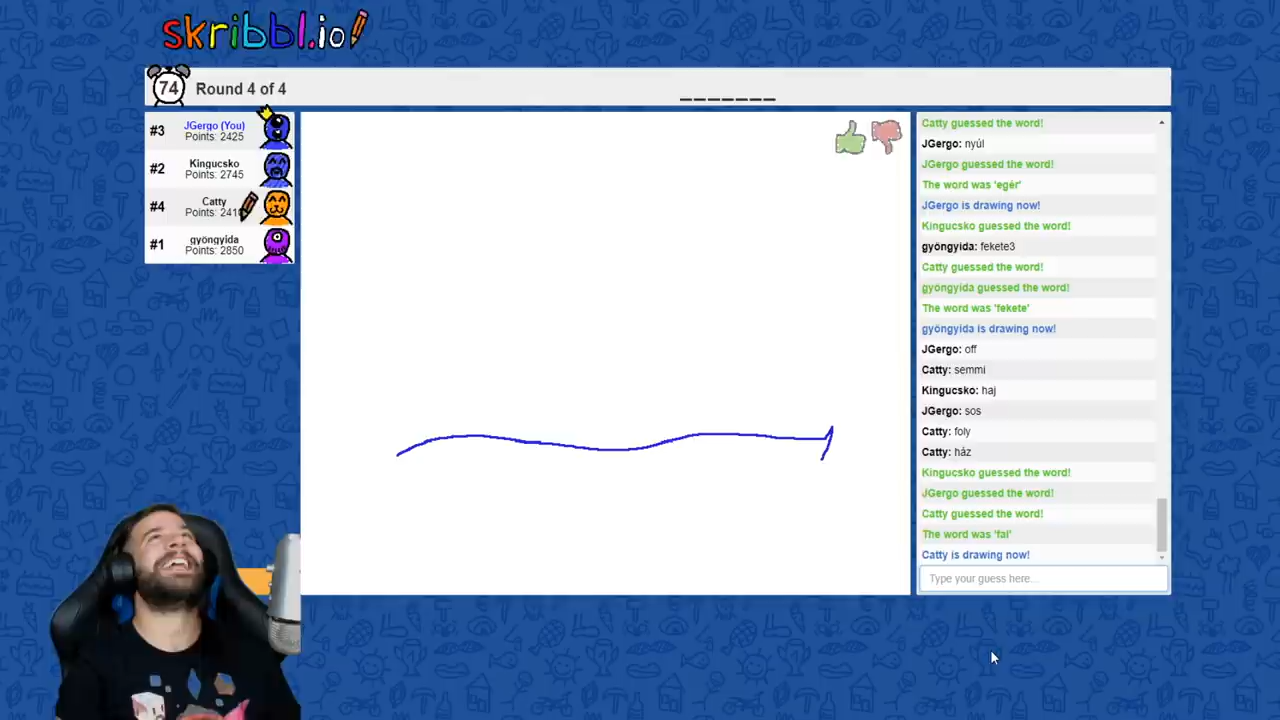 skribbl.io
74 Round 4 of 4
_______
#3 JGergo (You)
Points: 2425
#2 Kingucsko
Points: 2745
#4 Catty
Points: 241
#1 gyöngyida
Points: 2850
Catty guessed the word!
JGergo: nyúl
JGergo guessed the word!
The word was 'egér'
JGergo is drawing now!
Kingucsko guessed the word!
gyöngyida: fekete3
Catty guessed the word!
gyöngyida guessed the word!
The word was 'fekete'
gyöngyida is drawing now!
JGergo: off
Catty: semmi
Kingucsko: haj
JGergo: sos
Catty: foly
Catty: ház
Kingucsko guessed the word!
JGergo guessed the word!
Catty guessed the word!
The word was 'fal'
Catty is drawing now!
Type your guess here...